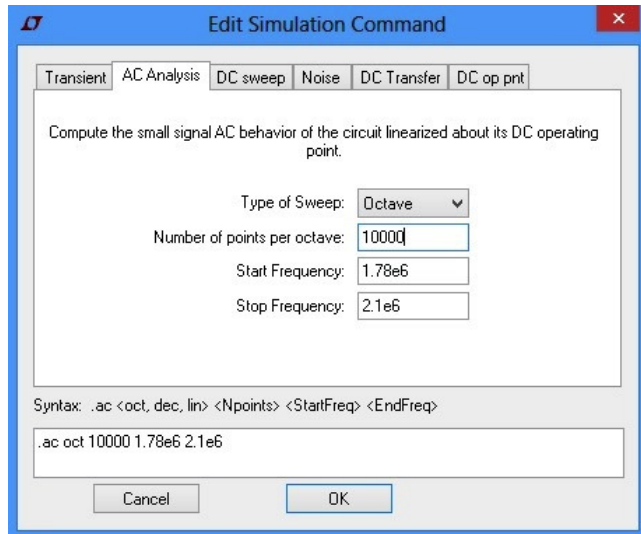 Edit Simulation Command
Transient AC Analysis DC sweep Noise DC Transfer DC op pnt
Compute the small signal AC behavior of the circuit linearized about its DC operating
point.
Type of Sweep: Octave
Number of points per octave: 10000
Start Frequency: 1.78e6
Stop Frequency: 2.1e6
Syntax: .ac <oct, dec, lin> <Npoints> <StartFreq> <EndFreq>
.ac oct 10000 1.78e6 2.1e6
Cancel OK